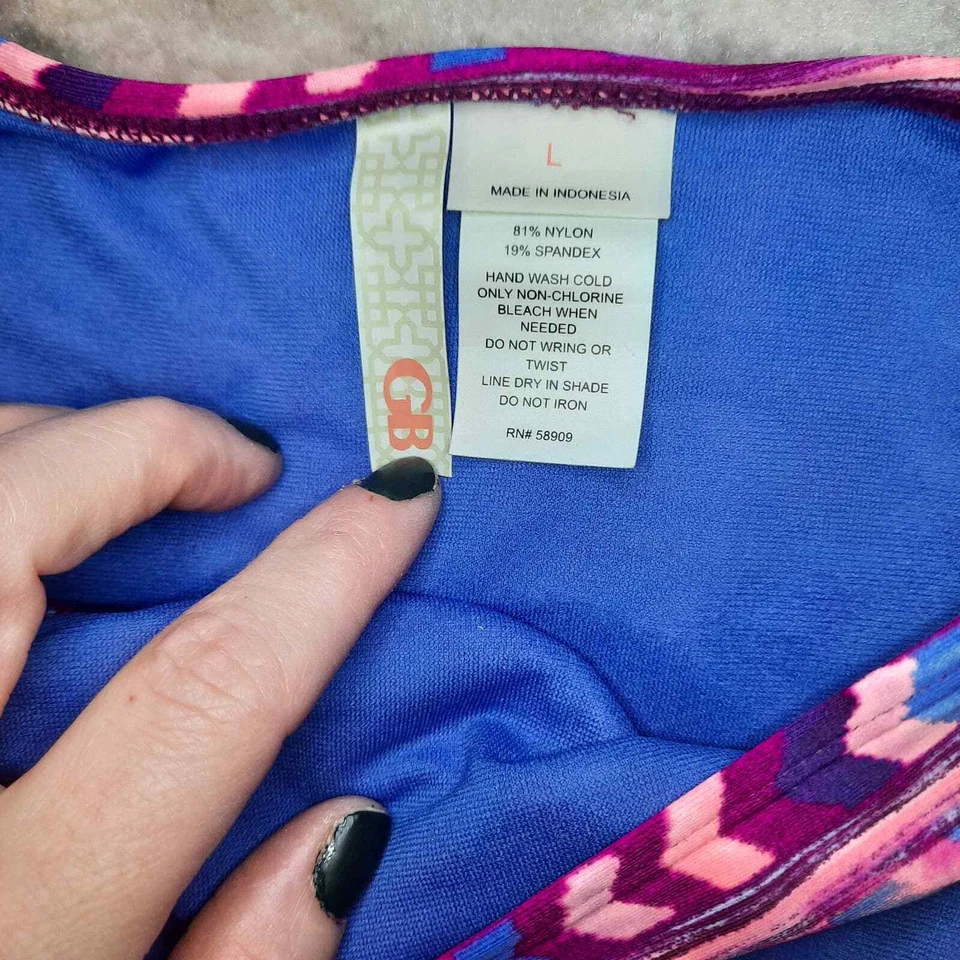 L
MADE IN INDONESIA
81% NYLON
19% SPANDEX
HAND WASH COLD
ONLY NON-CHLORINE
BLEACH WHEN
NEEDED
DO NOT WRING OR
TWIST
LINE DRY IN SHADE
DO NOT IRON
RN# 58909
GB